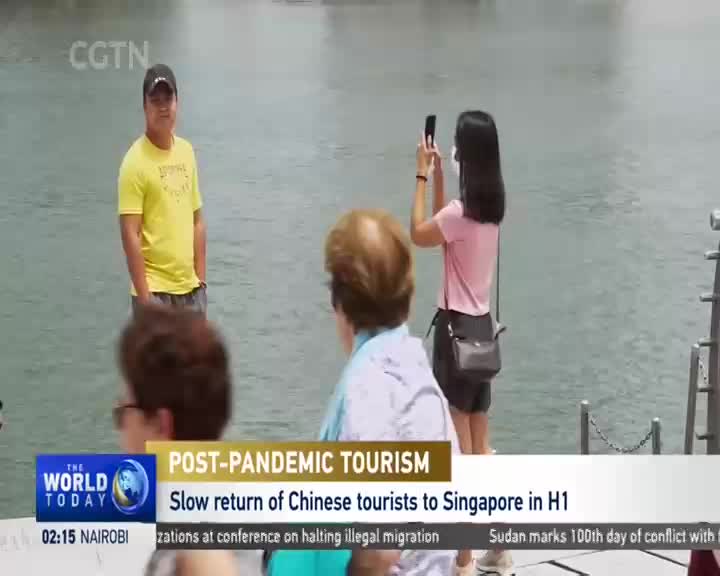 CGTN
POST-PANDEMIC TOURISM
THE WORLD TODAY
Slow return of Chinese tourists to Singapore in H1
02:15 NAIROBI
zations at conference on halting illegal migration
Sudan marks 100th day of conflict with